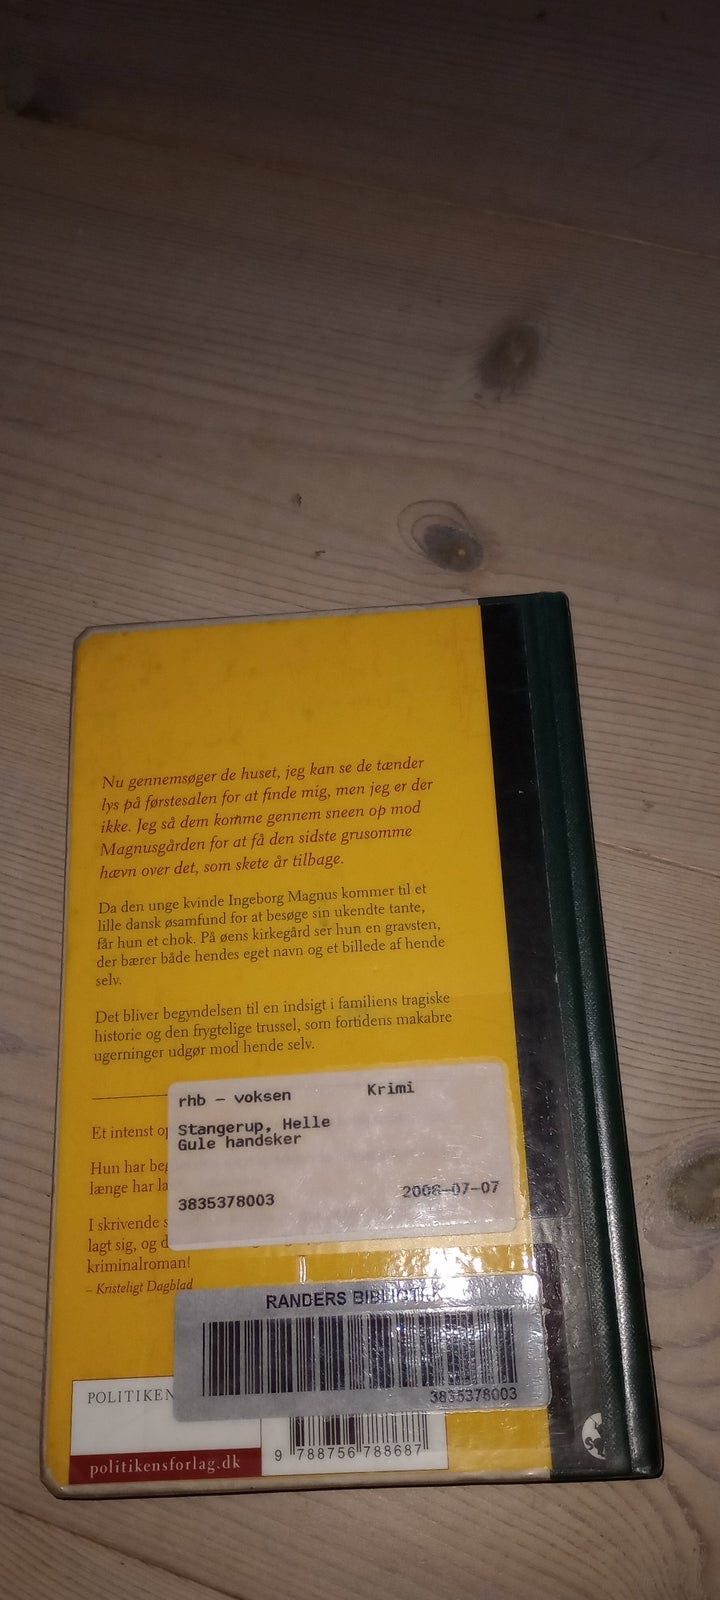 Nu gennemsøger de huset, jeg kan se de tænder
lys på førstesalen for at finde mig, men jeg er der
ikke. Jeg så dem komme gennem sneen op mod
Magnusgården for at få den sidste grusomme
hævn over det, som skete år tilbage.
Da den unge kvinde Ingeborg Magnus kommer til et
lille dansk øsamfund for at besøge sin ukendte tante,
får hun et chok. På øens kirkegård ser hun en gravsten,
der bærer både hendes eget navn og et billede af hende
selv.
Det bliver begyndelsen til en indsigt i familiens tragiske
historie og den frygtelige trussel, som fortidens makabre
ugerninger udgør mod hende selv.
rhb – voksen Krimi
Stangerup, Helle
Gule handsker
3835378003 2008-07-07
Et intenst
Hun har
længe har
I skrivende
lagt sig, og
kriminalroman!
– Kristeligt Dagblad
RANDERS BIBLIOTEK
3835378003
POLITIKEN
politikensforlag.dk
9 788756 788687